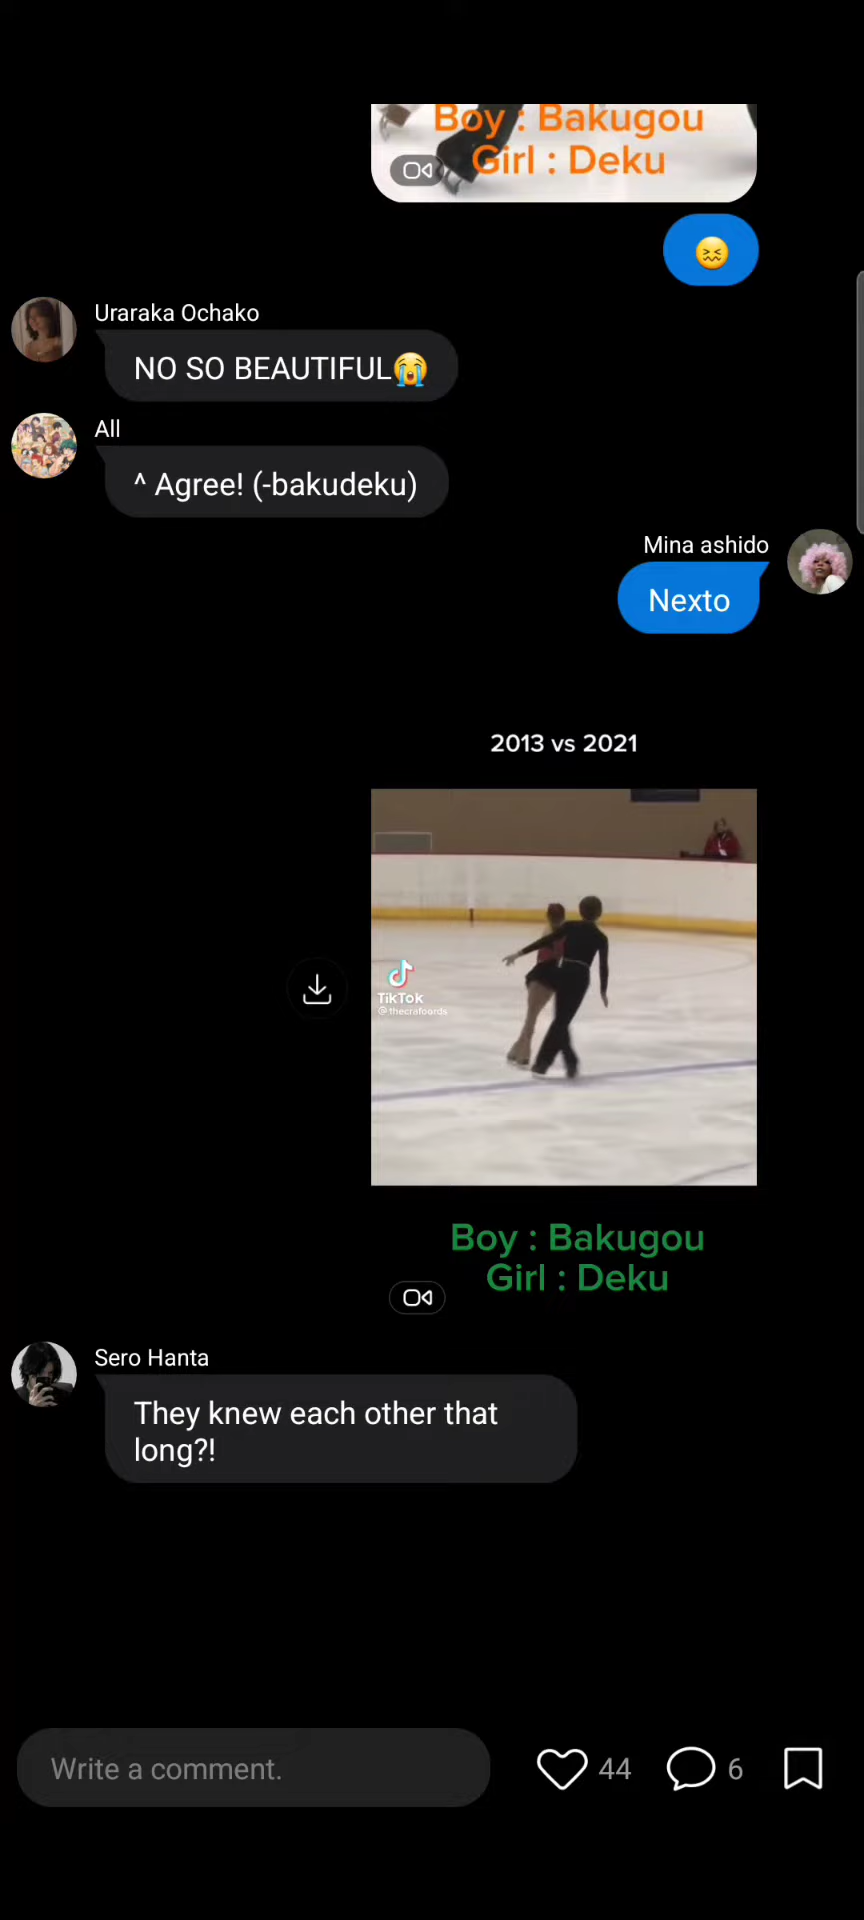 Boy : Bakugou
Girl : Deku
Uraraka Ochako
NO SO BEAUTIFUL😭
All
^ Agree! (-bakudeku)
Mina ashido
Nexto
2013 vs 2021
TikTok
@thecrafoords
Boy : Bakugou
Girl : Deku
Sero Hanta
They knew each other that
long?!
Write a comment.
44
6